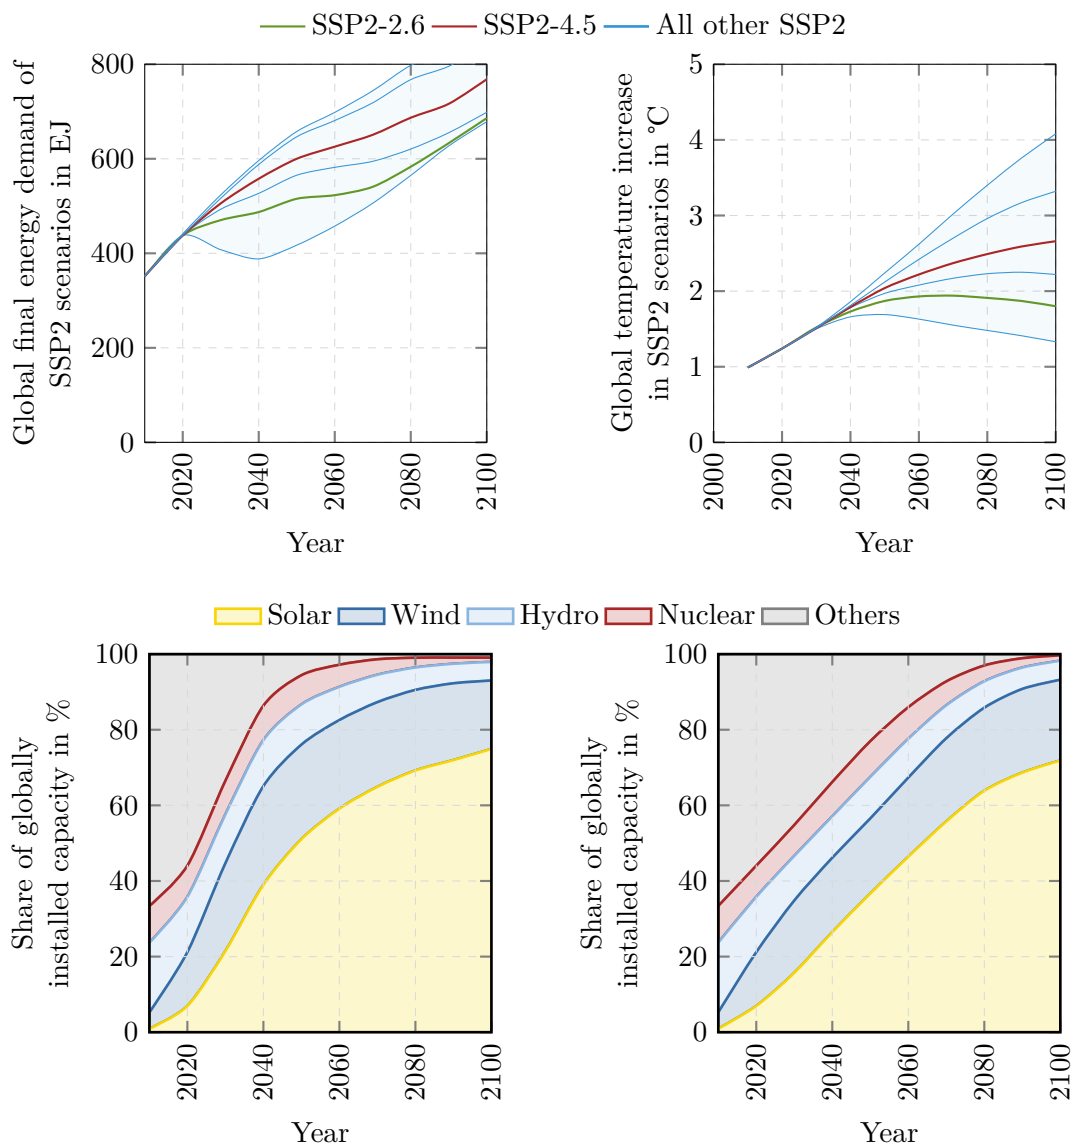 SSP2-2.6 SSP2-4.5 All other SSP2
Global final energy demand of
SSP2 scenarios in EJ
800
600
400
200
0
2020 2040 2060 2080 2100
Year
Global temperature increase
in SSP2 scenarios in °C
5
4
3
2
1
0
2000 2020 2040 2060 2080 2100
Year
Solar Wind Hydro Nuclear Others
Share of globally
installed capacity in %
100
80
60
40
20
0
2020 2040 2060 2080 2100
Year
Share of globally
installed capacity in %
100
80
60
40
20
0
2020 2040 2060 2080 2100
Year